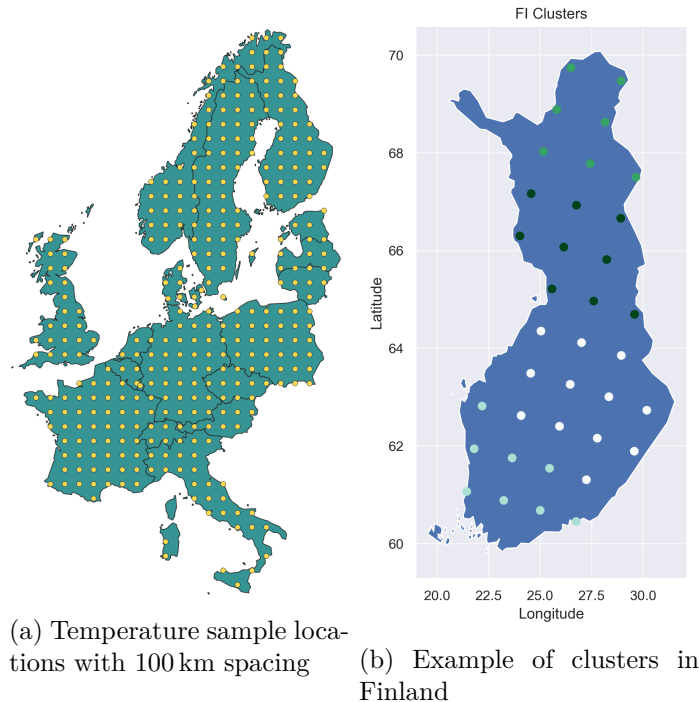 FI Clusters
70
68
66
64
62
60
Latitude
20.0 22.5 25.0 27.5 30.0
Longitude
(a) Temperature sample loca-
tions with 100 km spacing
(b) Example of clusters in
Finland